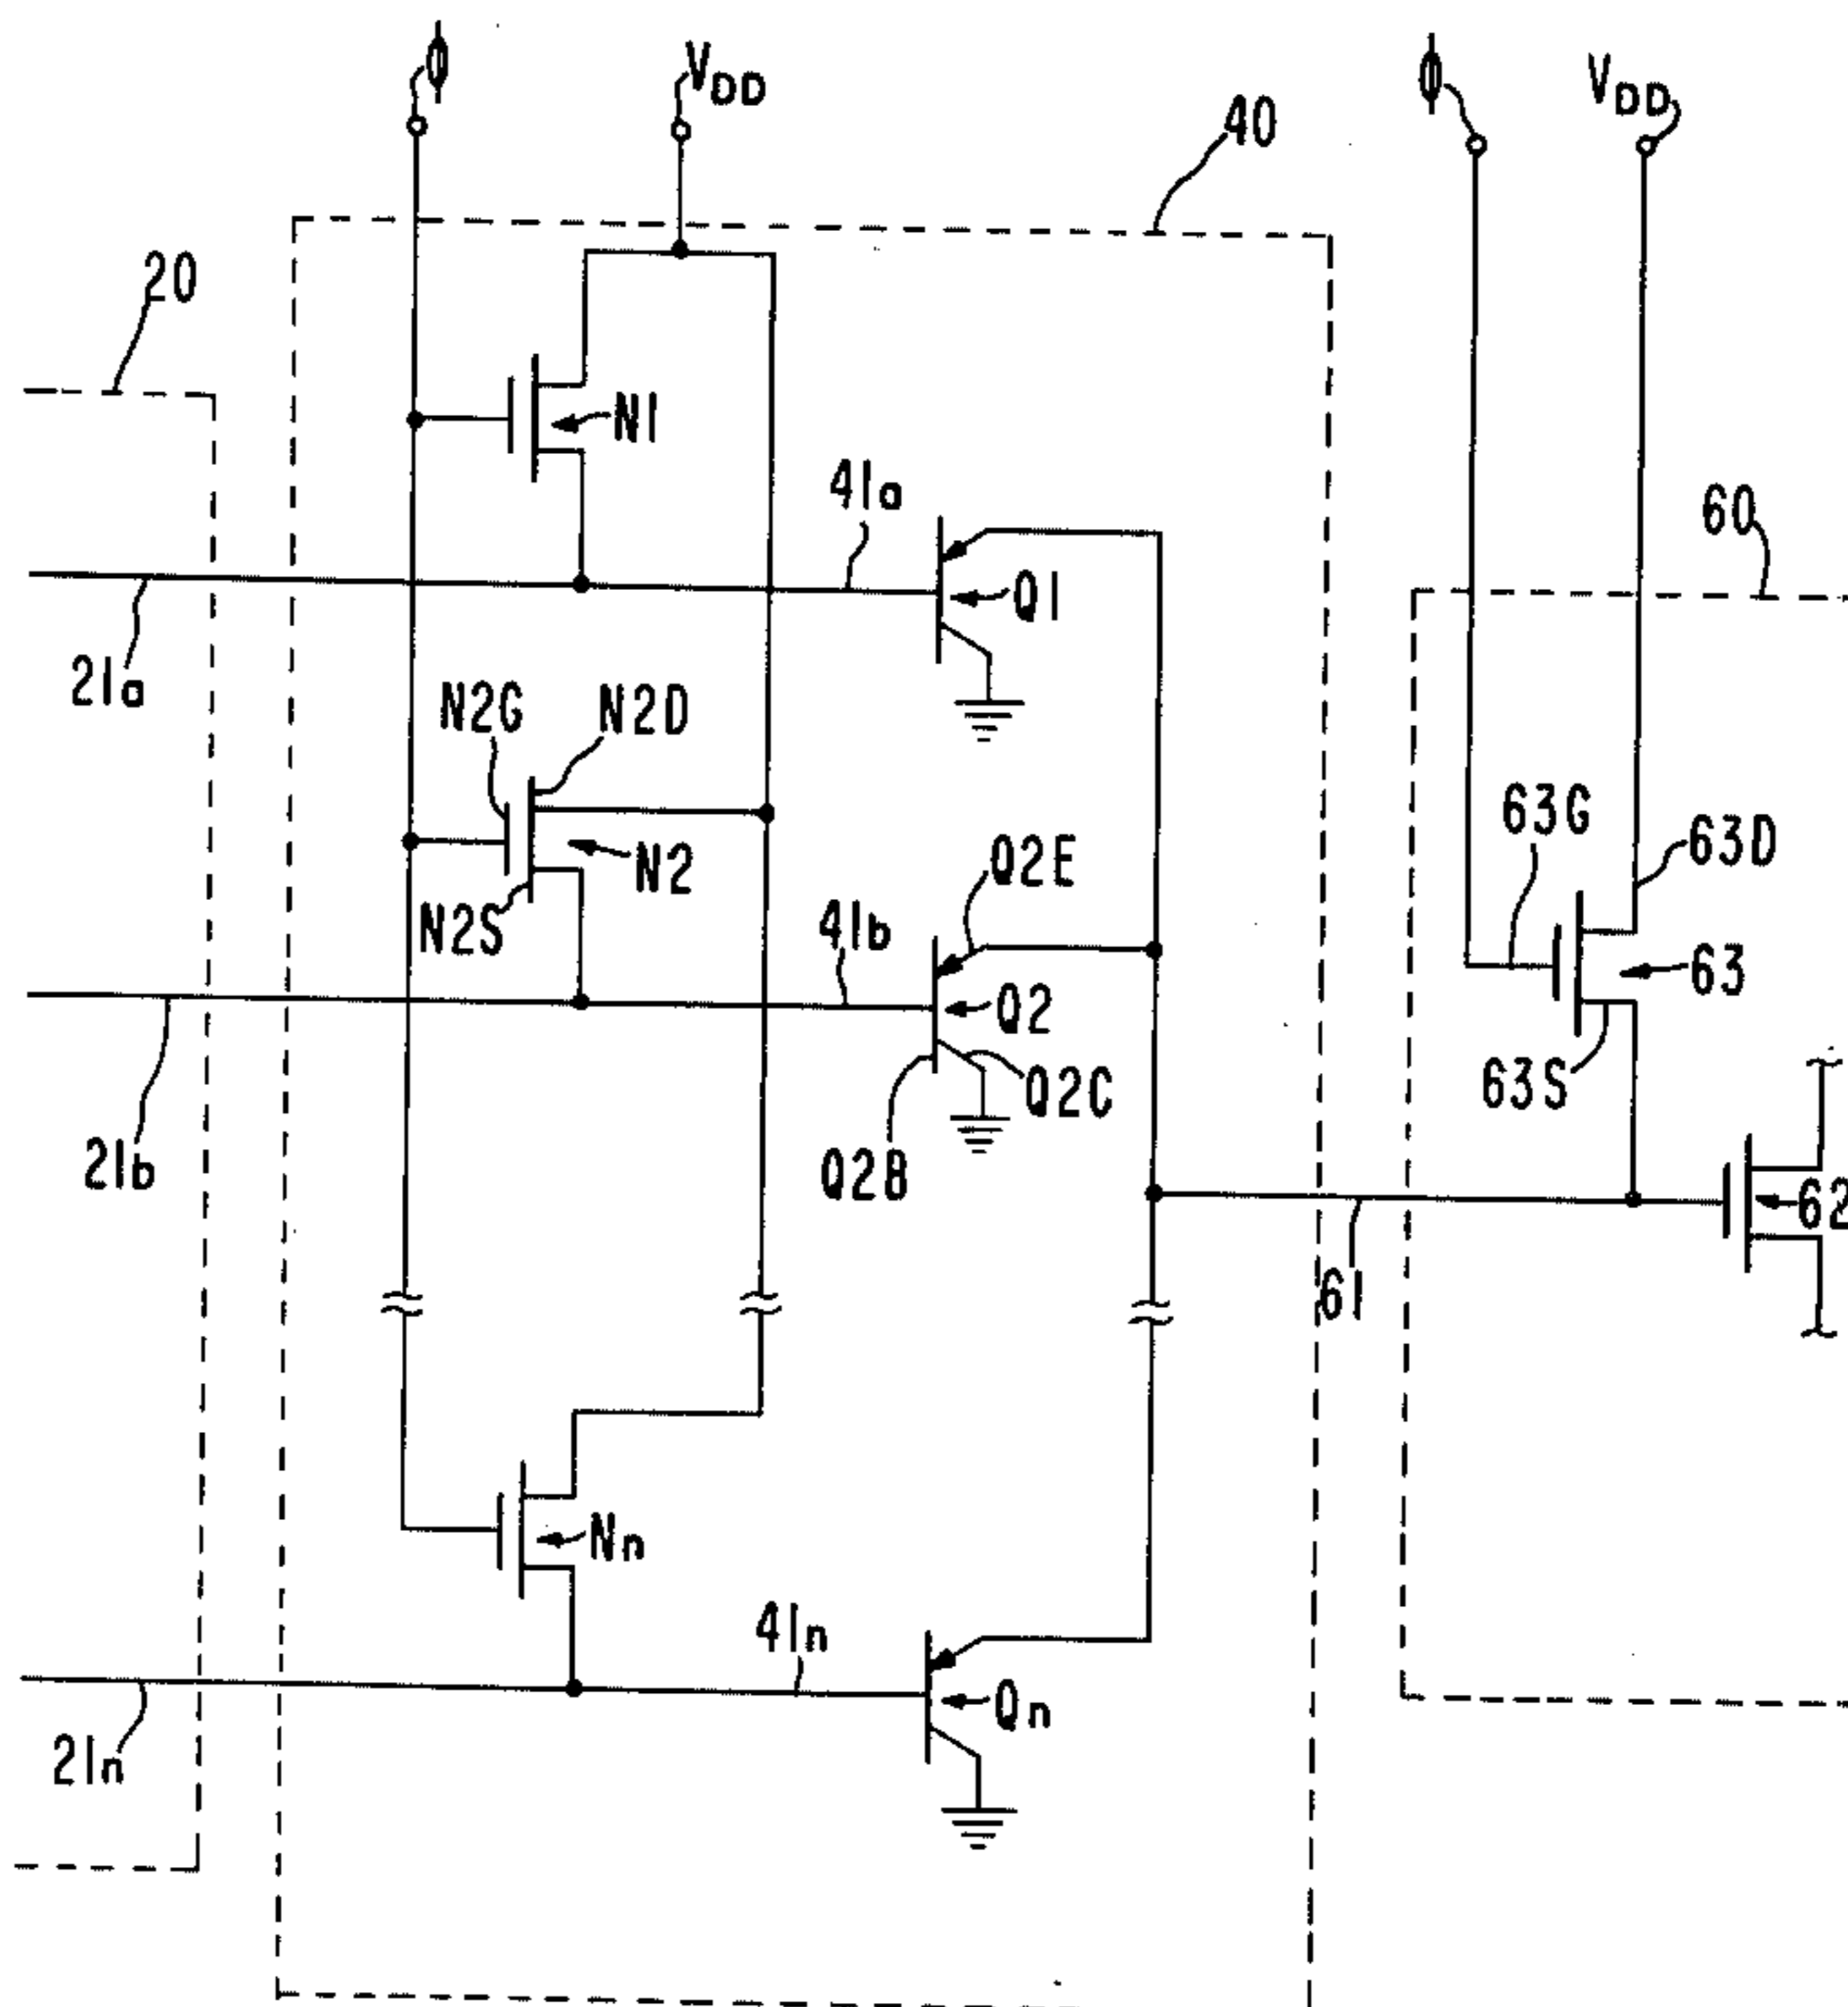 ϕ
VDD
40
ϕ
VDD
20
N1
60
41a
Q1
21a
N2G
N2D
63G
63D
N2
Q2E
N2S
41b
63
Q2
63S
Q2C
21b
Q2B
62
61
Nn
41n
Qn
21n